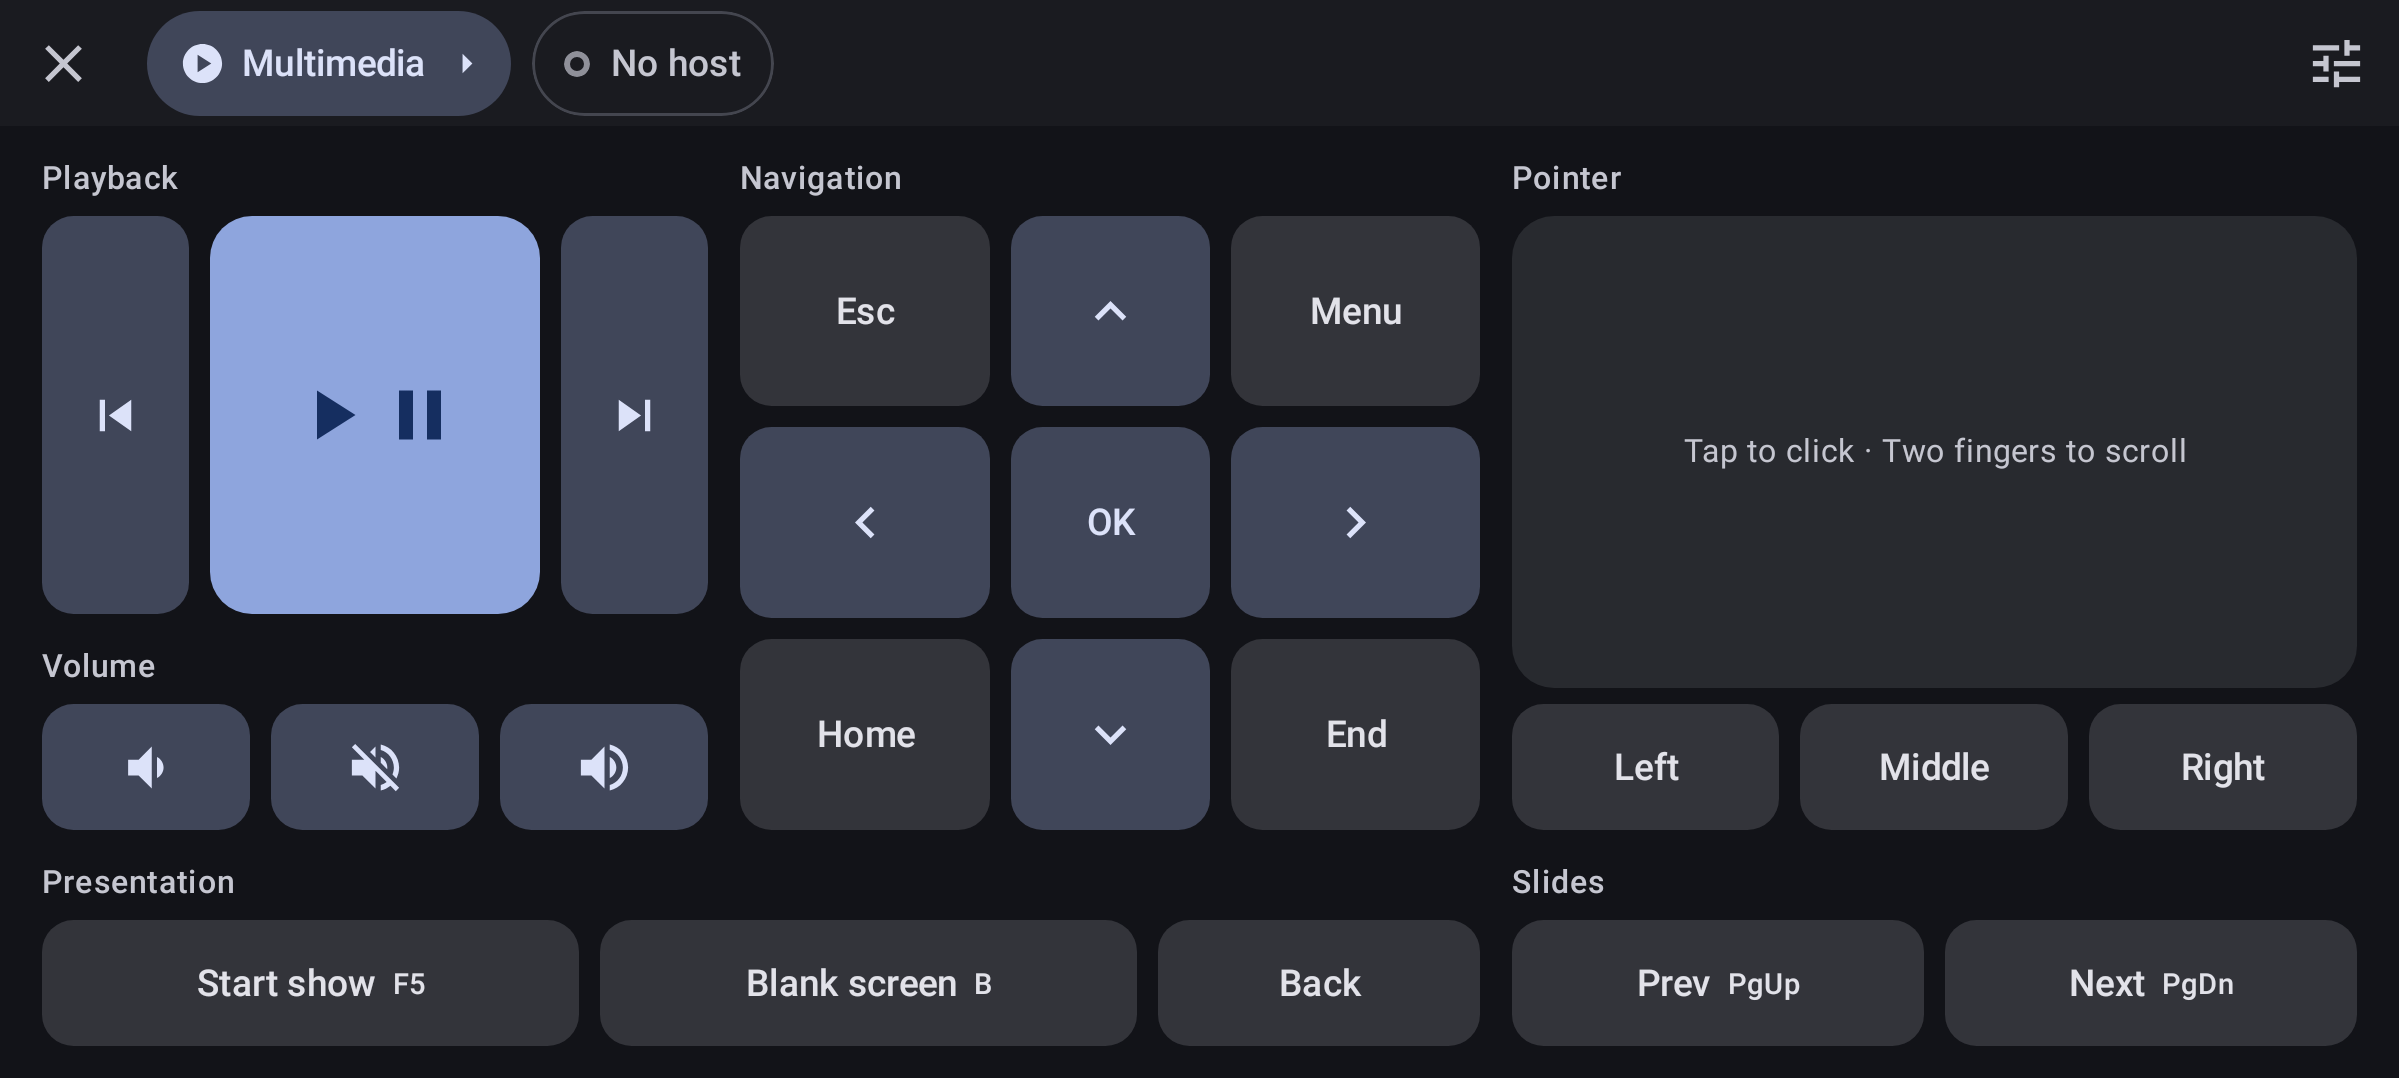 Multimedia
No host
Playback
Navigation
Pointer
Esc
Menu
Tap to click · Two fingers to scroll
OK
Volume
Home
End
Left
Middle
Right
Presentation
Slides
Start show F5
Blank screen B
Back
Prev PgUp
Next PgDn